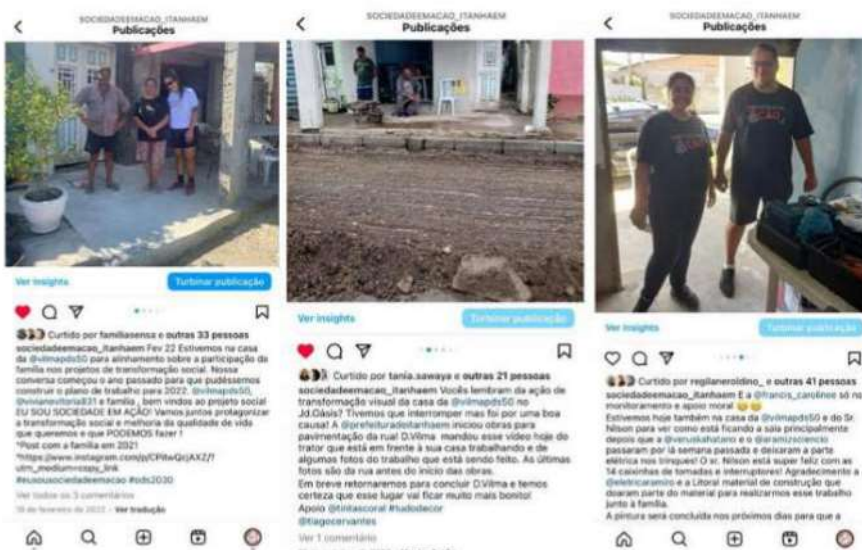 SOCIEDADEEMACAO_ITANHAEM
Publicações
Ver insights
Turbinar publicação
Curtido por familiasensa e outras 33 pessoas
sociedadeemacao_itanhaem Fev 22 Estivemos na casa
da @vilmapds50 para alinhamento sobre a participação da
família nos projetos de transformação social. Nossa
conversa começou o ano passado para que pudéssemos
construir o plano de trabalho para 2022. @vilmapds50,
@vivianevitoria831 e família , bem vindos ao projeto social
EU SOU SOCIEDADE EM AÇÃO! Vamos juntos protagonizar
a transformação social e melhoria da qualidade de vida
que queremos e que PODEMOS fazer !
*Post com a família em 2021
utm_medium=copy_link
#eusousociedadeemacao #ods2030
Ver todos os 3 comentários
19 de fevereiro de 2022 · Ver tradução
SOCIEDADEEMACAO_ITANHAEM
Publicações
Ver insights
Turbinar publicação
Curtido por tania.sawaya e outras 21 pessoas
sociedadeemacao_itanhaem Vocês lembram da ação de
transformação visual da casa da @vilmapds50 no
Jd.Oásis? Tivemos que interromper mas foi por uma boa
causa! A @prefeituradeitanhaem iniciou obras para
pavimentação da rua! D.Vilma mandou esse vídeo hoje do
trator que está em frente à sua casa trabalhando e de
algumas fotos do trabalho que está sendo feito. As últimas
fotos são da rua antes do início das obras.
Em breve retornaremos para concluir D.Vilma e temos
certeza que esse lugar vai ficar muito mais bonito!
Apoio @tintascoral #tudodecor
@tiagocervantes
Ver 1 comentário
SOCIEDADEEMACAO_ITANHAEM
Publicações
Ver insights
Turbinar publicação
Curtido por regilaneroldino_ e outras 41 pessoas
sociedadeemacao_itanhaem E a @francis_carolinee só no
monitoramento e apoio moral
Estivemos hoje também na casa da @vilmapds50 e do Sr.
Nilson para ver como está ficando a sala principalmente
depois que a @veruskahatano e o @aramizsciencio
passaram por lá semana passada e deixaram a parte
elétrica nos trinques! O sr. Nilson está super feliz com as
14 caixinhas de tomadas e interruptores! Agradecimento a
@eletricaramiro e a Litoral material de construção que
doaram parte do material para realizarmos esse trabalho
junto à família.
A pintura será concluída nos próximos dias para que a